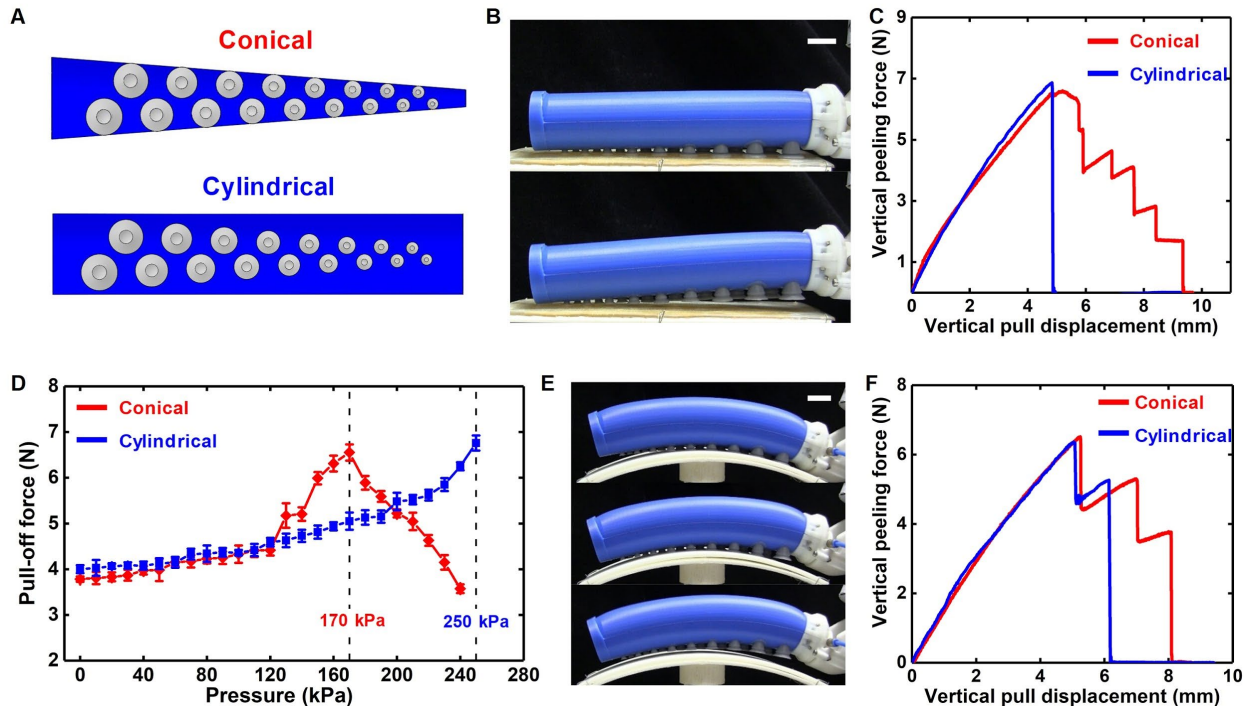 A
Conical
Cylindrical
B
C
Vertical peeling force (N)
9
7
5
3
1
0
2
4
6
8
10
Vertical pull displacement (mm)
Conical
Cylindrical
D
Pull-off force (N)
8
7
6
5
4
3
2
0
40
80
120
160
200
240
280
Pressure (kPa)
Conical
Cylindrical
170 kPa
250 kPa
E
F
Vertical peeling force (N)
8
6
4
2
0
0
2
4
6
8
10
Vertical pull displacement (mm)
Conical
Cylindrical